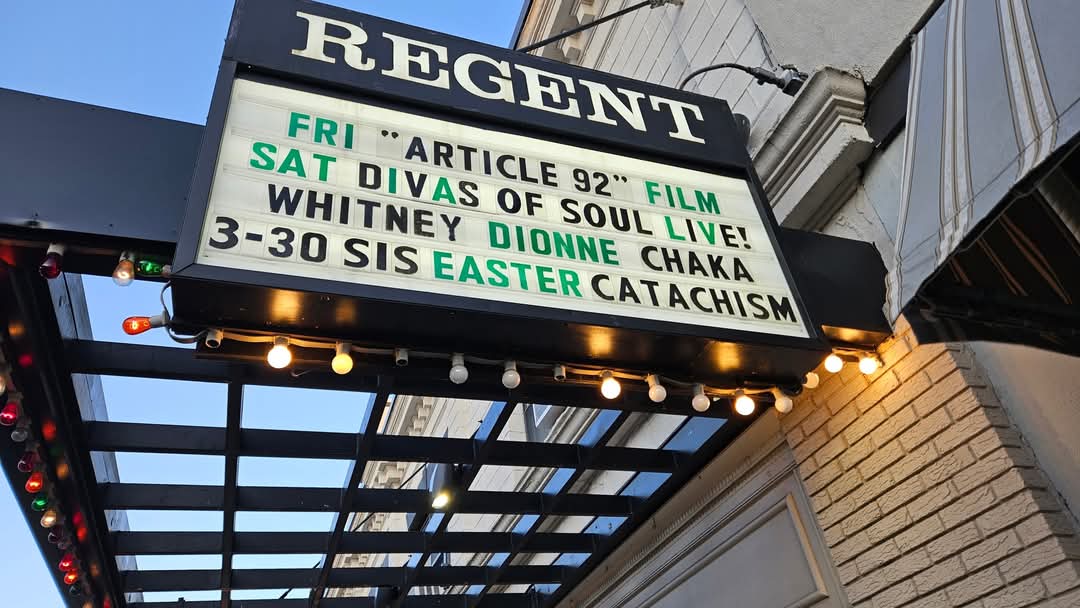 REGENT
FRI "ARTICLE 92" FILM
SAT DIVAS OF SOUL LIVE!
WHITNEY DIONNE CHAKA
3-30 SIS EASTER CATACHISM